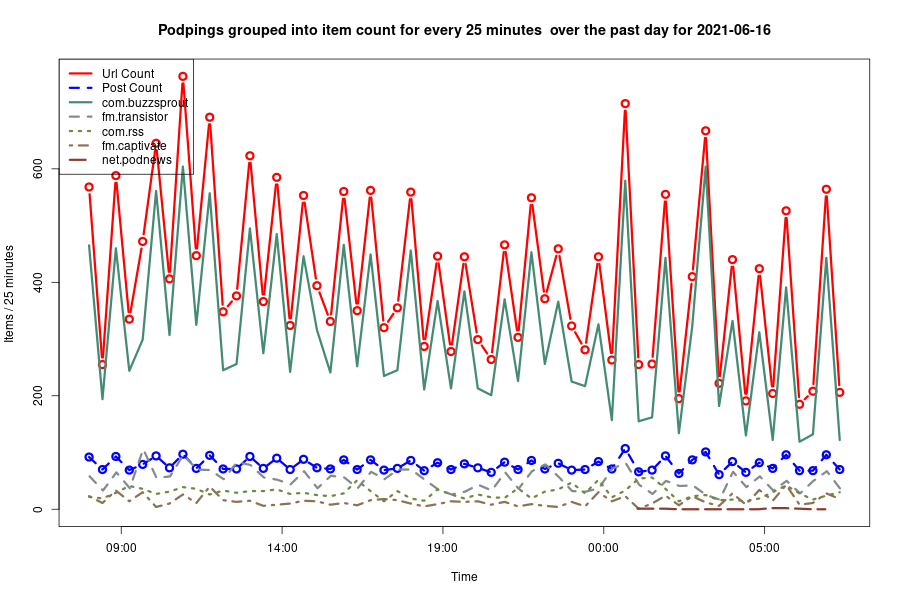 Podpings grouped into item count for every 25 minutes  over the past day for 2021-06-16
Url Count
Post Count
com.buzzsprout
fm.transistor
com.rss
fm.captivate
net.podnews
Items / 25 minutes
600
400
200
0
09:00
14:00
19:00
00:00
05:00
Time